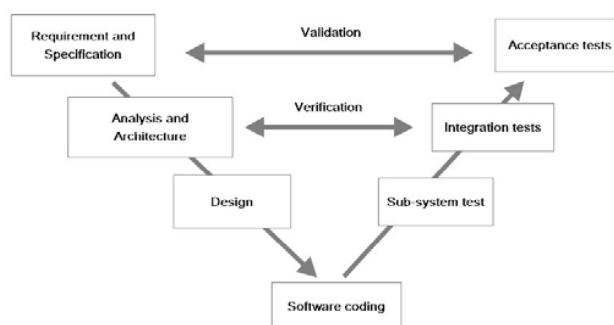 Requirement and
Specification
Validation
Acceptance tests
Analysis and
Architecture
Verification
Integration tests
Design
Sub-system test
Software coding